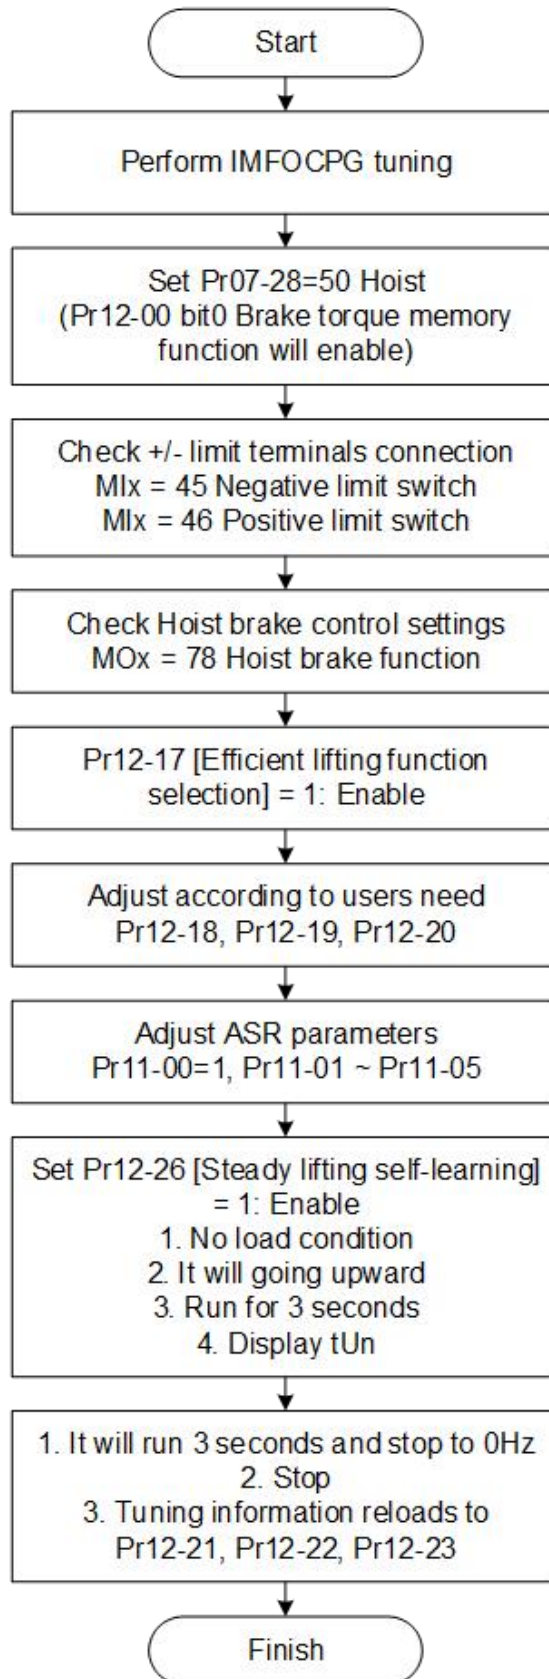 Start
Perform IMFOCPG tuning
Set Pr07-28=50 Hoist
(Pr12-00 bit0 Brake torque memory
function will enable)
Check +/- limit terminals connection
MIx = 45 Negative limit switch
MIx = 46 Positive limit switch
Check Hoist brake control settings
MOx = 78 Hoist brake function
Pr12-17 [Efficient lifting function
selection] = 1: Enable
Adjust according to users need
Pr12-18, Pr12-19, Pr12-20
Adjust ASR parameters
Pr11-00=1, Pr11-01 ~ Pr11-05
Set Pr12-26 [Steady lifting self-learning]
= 1: Enable
1. No load condition
2. It will going upward
3. Run for 3 seconds
4. Display tUn
1. It will run 3 seconds and stop to 0Hz
2. Stop
3. Tuning information reloads to
Pr12-21, Pr12-22, Pr12-23
Finish